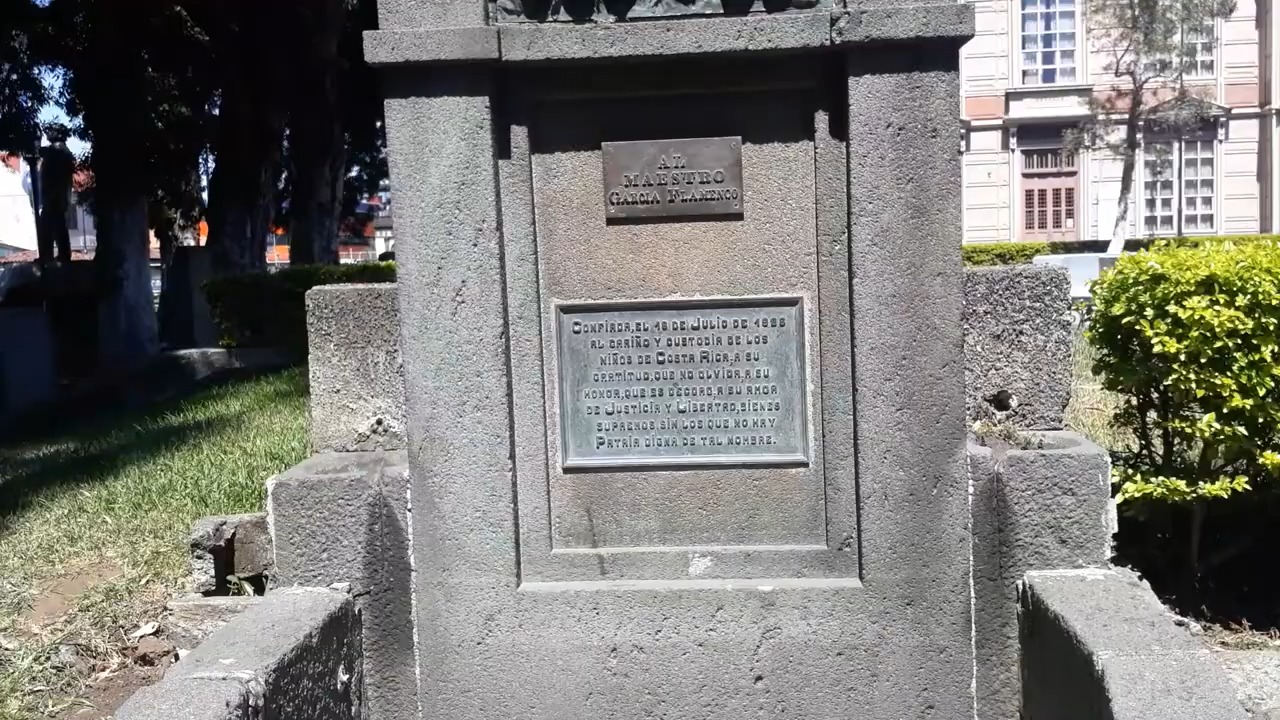 AL
MAESTRO
GARCIA FLAMENCO
CONFIADA, EL 19 DE JULIO DE 1926
AL CARIÑO Y CUSTODIA DE LOS
NIÑOS DE COSTA RICA, A SU
GRATITUD, QUE NO OLVIDA, A SU
HONOR, QUE ES DECORO, A SU AMOR
DE JUSTICIA Y LIBERTAD, BIENES
SUPREMOS, SIN LOS QUE NO HAY
PATRIA DIGNA DE TAL NOMBRE.